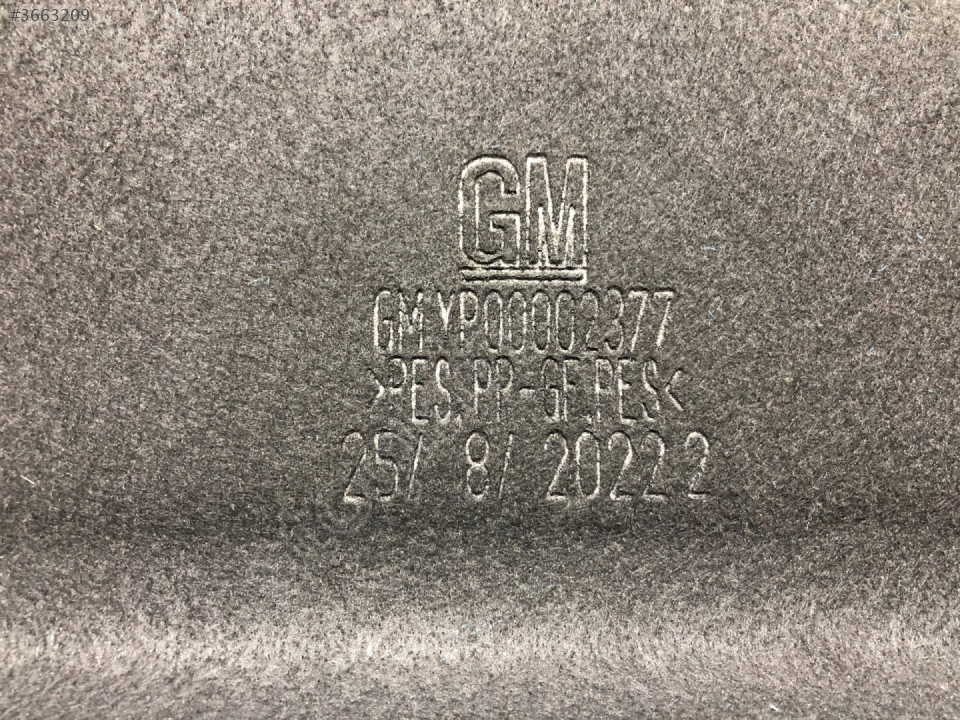 #3663209
GM
GM.YP00002377
>PES.PP-GF.PES<
25/ 8/ 2022 2